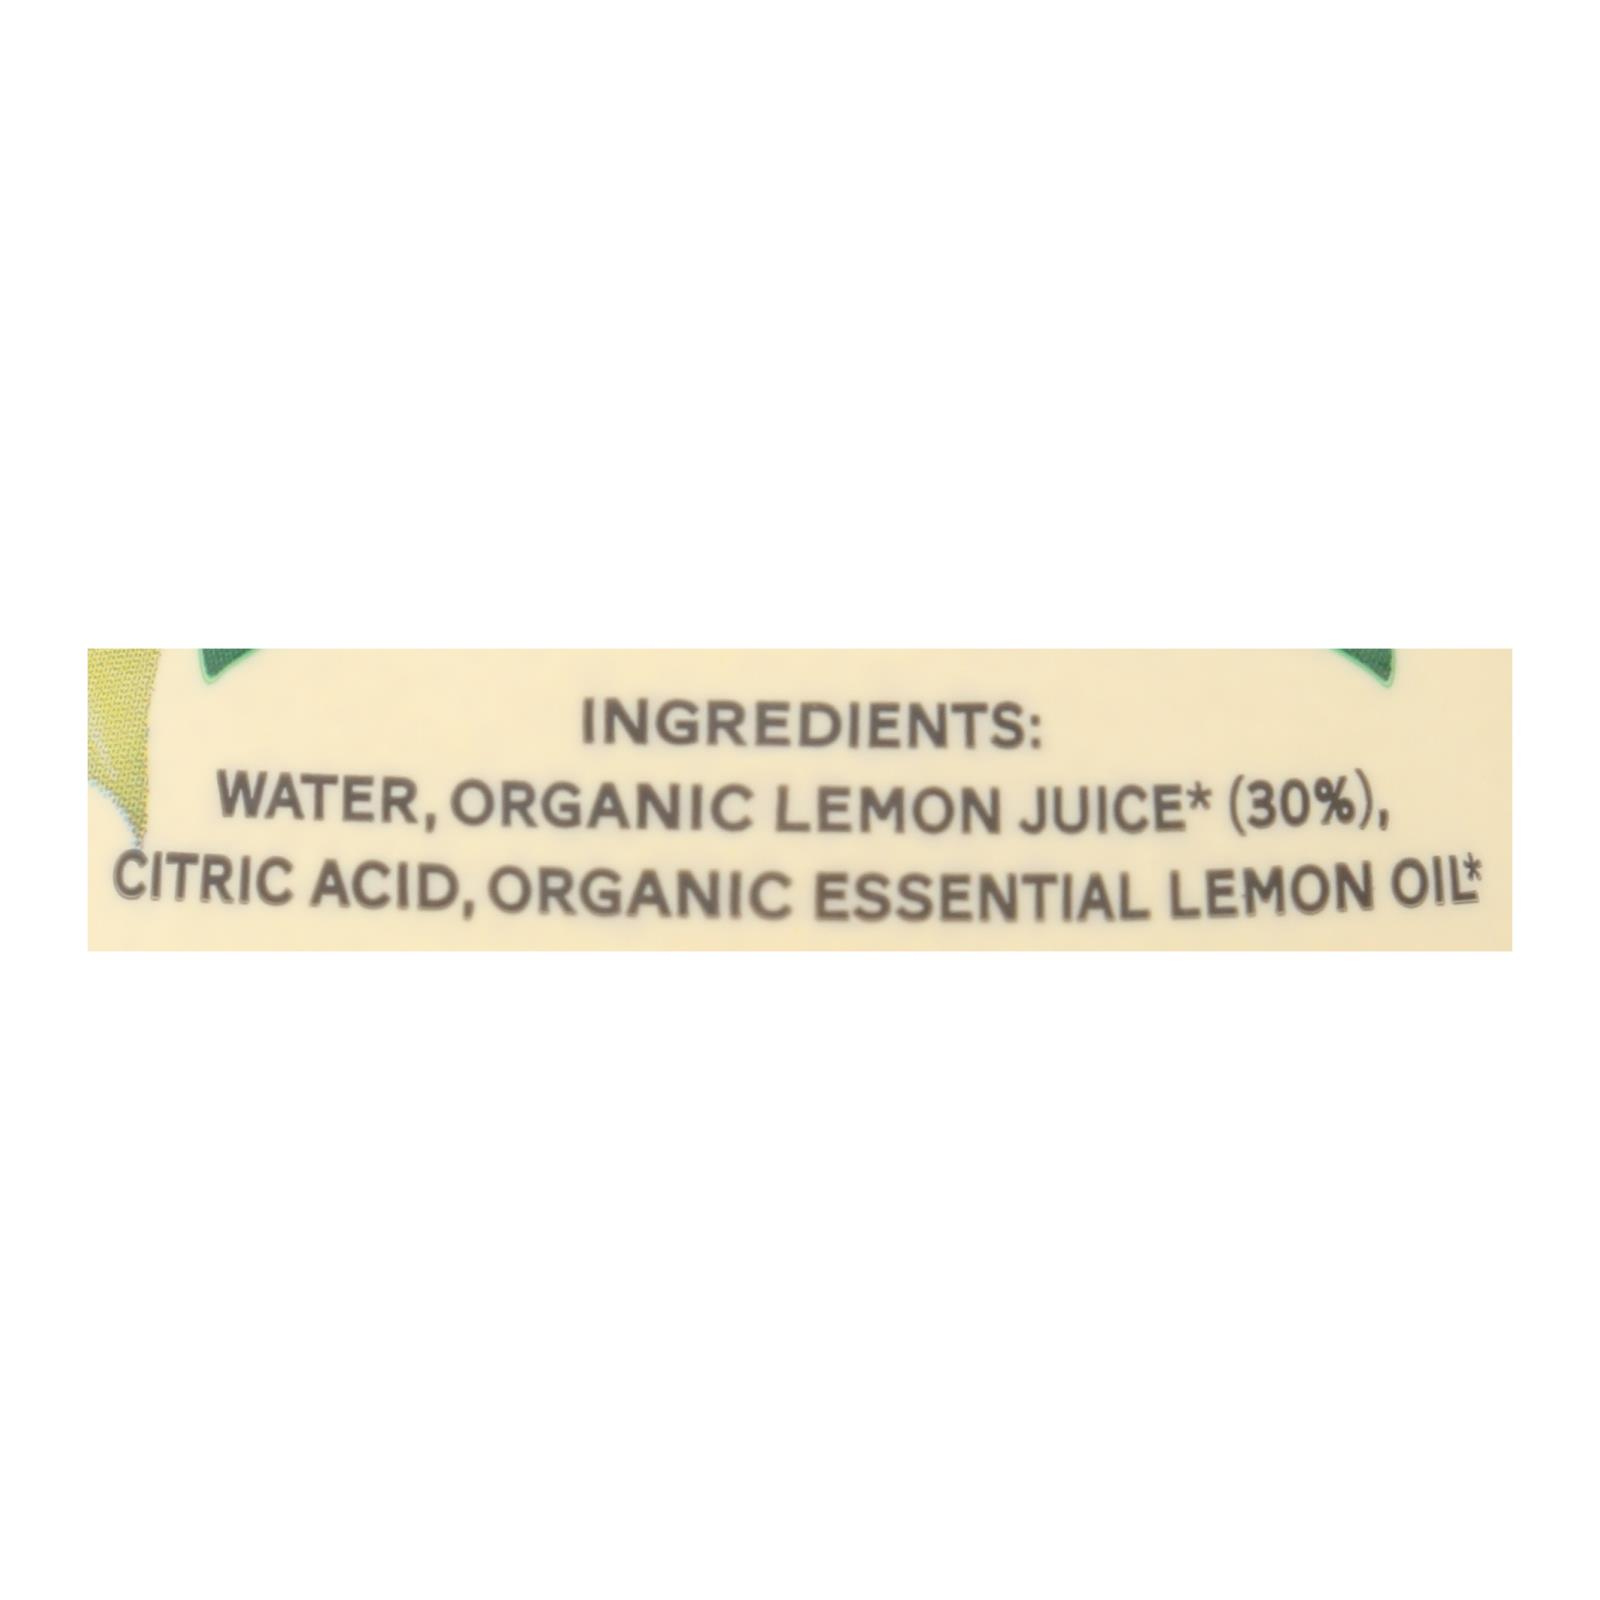 INGREDIENTS:
WATER, ORGANIC LEMON JUICE* (30%),
CITRIC ACID, ORGANIC ESSENTIAL LEMON OIL*